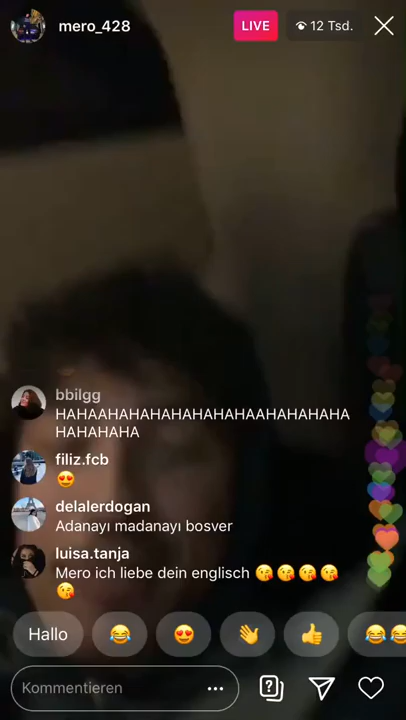 mero_428
LIVE
12 Tsd.
bbilgg
HAHAAHAHAHAHAHAHAAHAHAHAHA
HAHAHAHA
filiz.fcb
😍
delalerdogan
Adanayı madanayı bosver
luisa.tanja
Mero ich liebe dein englisch 😘😘😘😘
😘
Hallo 😂 😍 👋 👍 😂😂
Kommentieren